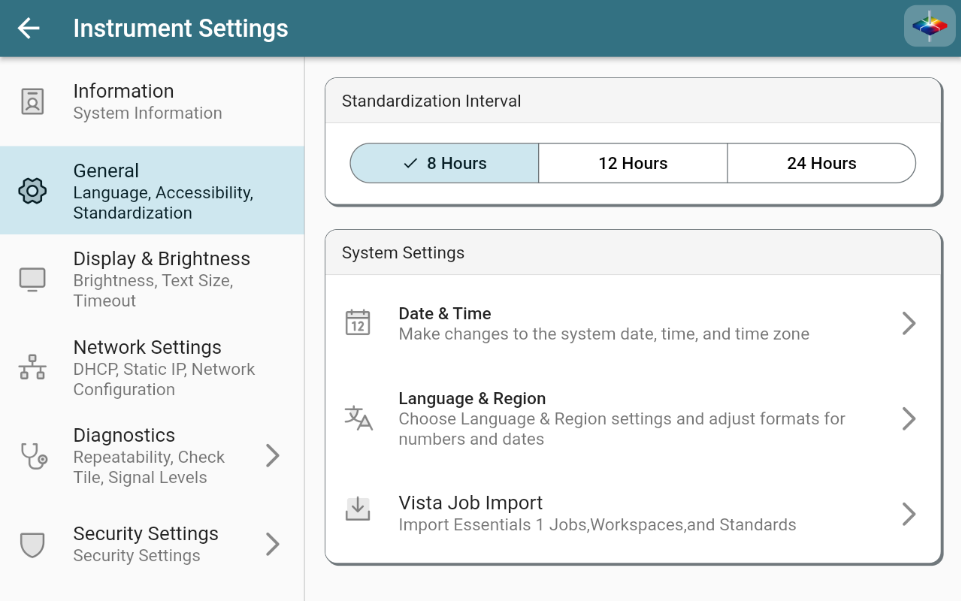 Instrument Settings
Information
System Information
General
Language, Accessibility,
Standardization
Display & Brightness
Brightness, Text Size,
Timeout
Network Settings
DHCP, Static IP, Network
Configuration
Diagnostics
Repeatability, Check
Tile, Signal Levels
Security Settings
Security Settings
Standardization Interval
8 Hours
12 Hours
24 Hours
System Settings
12
Date & Time
Make changes to the system date, time, and time zone
文A
Language & Region
Choose Language & Region settings and adjust formats for
numbers and dates
Vista Job Import
Import Essentials 1 Jobs,Workspaces,and Standards